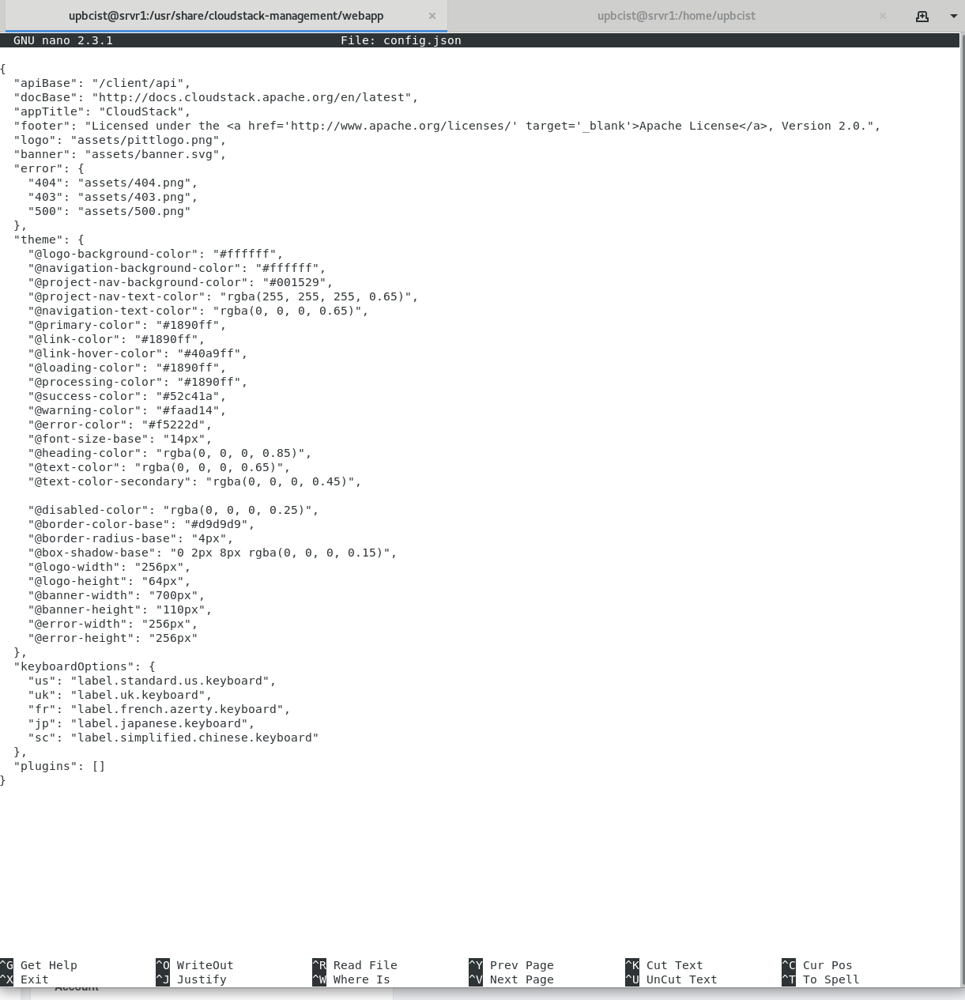 upbcist@srvr1:/usr/share/cloudstack-management/webapp × upbcist@srvr1:/home/upbcist ×
GNU nano 2.3.1 File: config.json
{
  "apiBase": "/client/api",
  "docBase": "http://docs.cloudstack.apache.org/en/latest",
  "appTitle": "CloudStack",
  "footer": "Licensed under the <a href='http://www.apache.org/licenses/' target='_blank'>Apache License</a>, Version 2.0.",
  "logo": "assets/pittlogo.png",
  "banner": "assets/banner.svg",
  "error": {
    "404": "assets/404.png",
    "403": "assets/403.png",
    "500": "assets/500.png"
  },
  "theme": {
    "@logo-background-color": "#ffffff",
    "@navigation-background-color": "#ffffff",
    "@project-nav-background-color": "#001529",
    "@project-nav-text-color": "rgba(255, 255, 255, 0.65)",
    "@navigation-text-color": "rgba(0, 0, 0, 0.65)",
    "@primary-color": "#1890ff",
    "@link-color": "#1890ff",
    "@link-hover-color": "#40a9ff",
    "@loading-color": "#1890ff",
    "@processing-color": "#1890ff",
    "@success-color": "#52c41a",
    "@warning-color": "#faad14",
    "@error-color": "#f5222d",
    "@font-size-base": "14px",
    "@heading-color": "rgba(0, 0, 0, 0.85)",
    "@text-color": "rgba(0, 0, 0, 0.65)",
    "@text-color-secondary": "rgba(0, 0, 0, 0.45)",
    "@disabled-color": "rgba(0, 0, 0, 0.25)",
    "@border-color-base": "#d9d9d9",
    "@border-radius-base": "4px",
    "@box-shadow-base": "0 2px 8px rgba(0, 0, 0, 0.15)",
    "@logo-width": "256px",
    "@logo-height": "64px",
    "@banner-width": "700px",
    "@banner-height": "110px",
    "@error-width": "256px",
    "@error-height": "256px"
  },
  "keyboardOptions": {
    "us": "label.standard.us.keyboard",
    "uk": "label.uk.keyboard",
    "fr": "label.french.azerty.keyboard",
    "jp": "label.japanese.keyboard",
    "sc": "label.simplified.chinese.keyboard"
  },
  "plugins": []
}
^G Get Help ^O WriteOut ^R Read File ^Y Prev Page ^K Cut Text ^C Cur Pos
^X Exit ^J Justify ^W Where Is ^V Next Page ^U UnCut Text ^T To Spell
Account